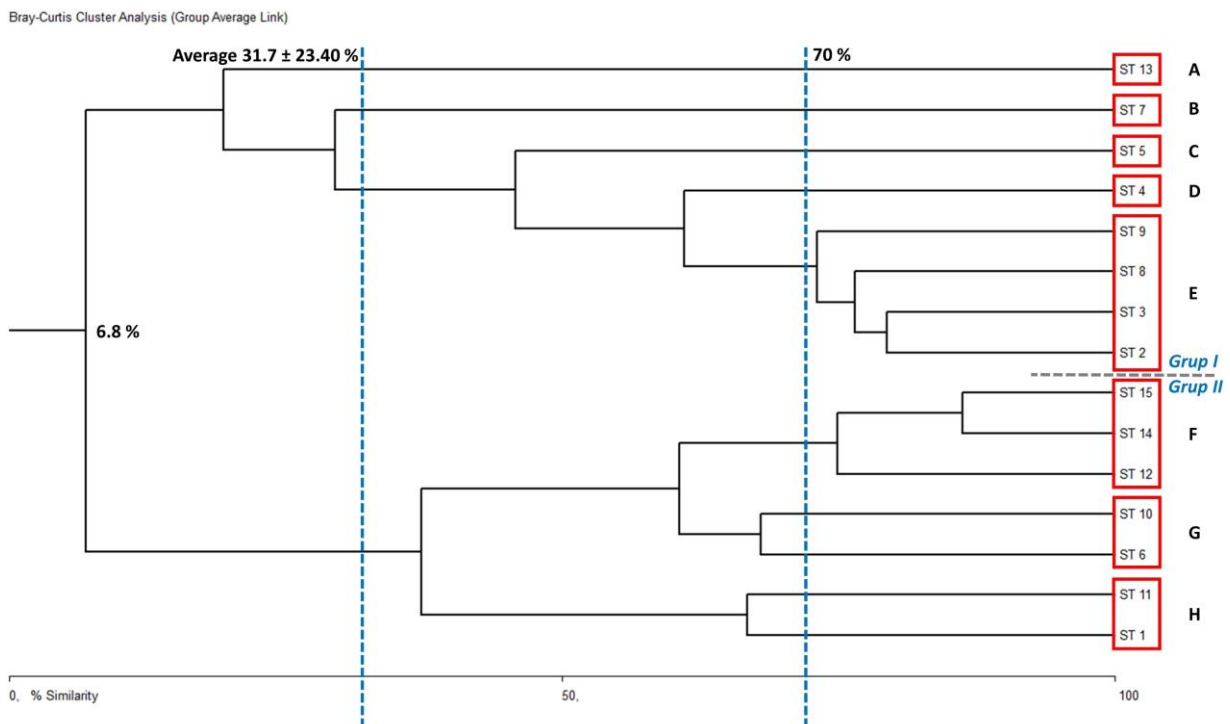 Bray-Curtis Cluster Analysis (Group Average Link)
Average 31.7 ± 23.40 %
70 %
ST 13
A
ST 7
B
ST 5
C
ST 4
D
ST 9
ST 8
E
ST 3
6.8 %
ST 2
Grup I
Grup II
ST 15
ST 14
F
ST 12
ST 10
G
ST 6
ST 11
H
ST 1
0, % Similarity
50,
100